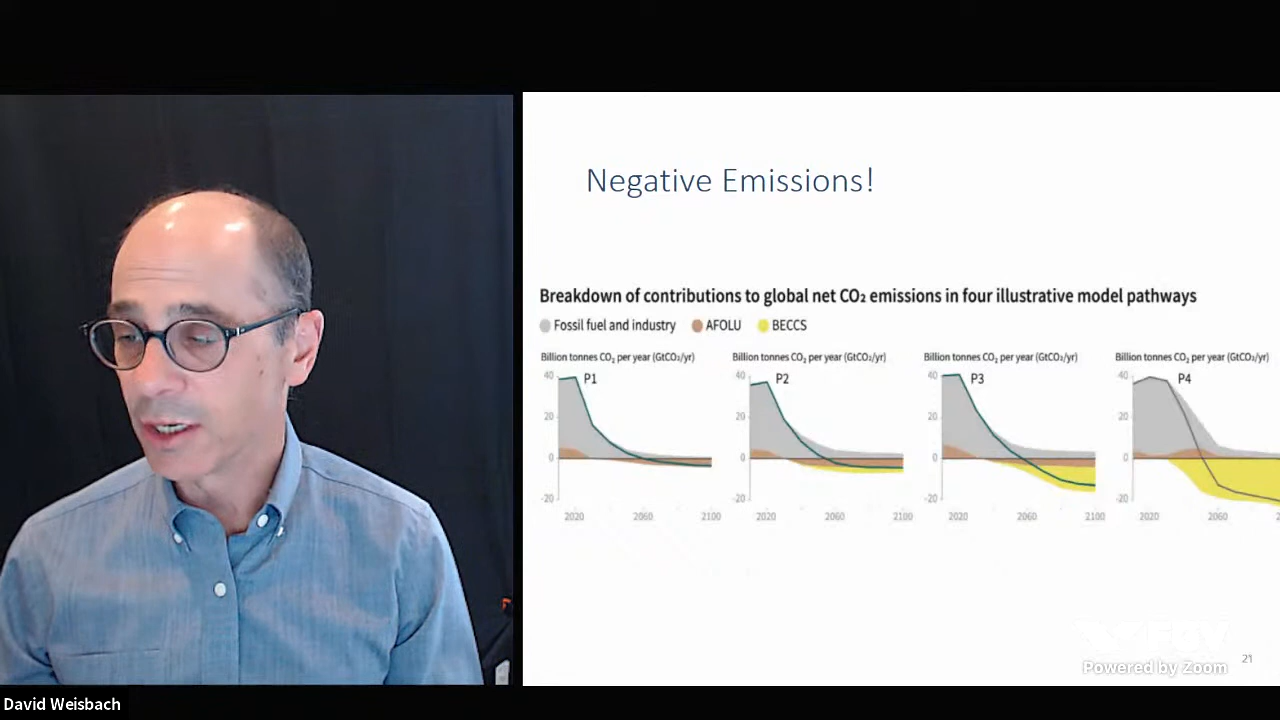 Negative Emissions!
Breakdown of contributions to global net CO₂ emissions in four illustrative model pathways
Fossil fuel and industry AFOLU BECCS
Billion tonnes CO₂ per year (GtCO₂/yr) Billion tonnes CO₂ per year (GtCO₂/yr) Billion tonnes CO₂ per year (GtCO₂/yr) Billion tonnes CO₂ per year (GtCO₂/yr)
40 P1 40 P2 40 P3 40 P4
20 20 20 20
0 0 0 0
-20 -20 -20 -20
2020 2060 2100 2020 2060 2100 2020 2060 2100 2020 2060
21
Powered by Zoom
David Weisbach